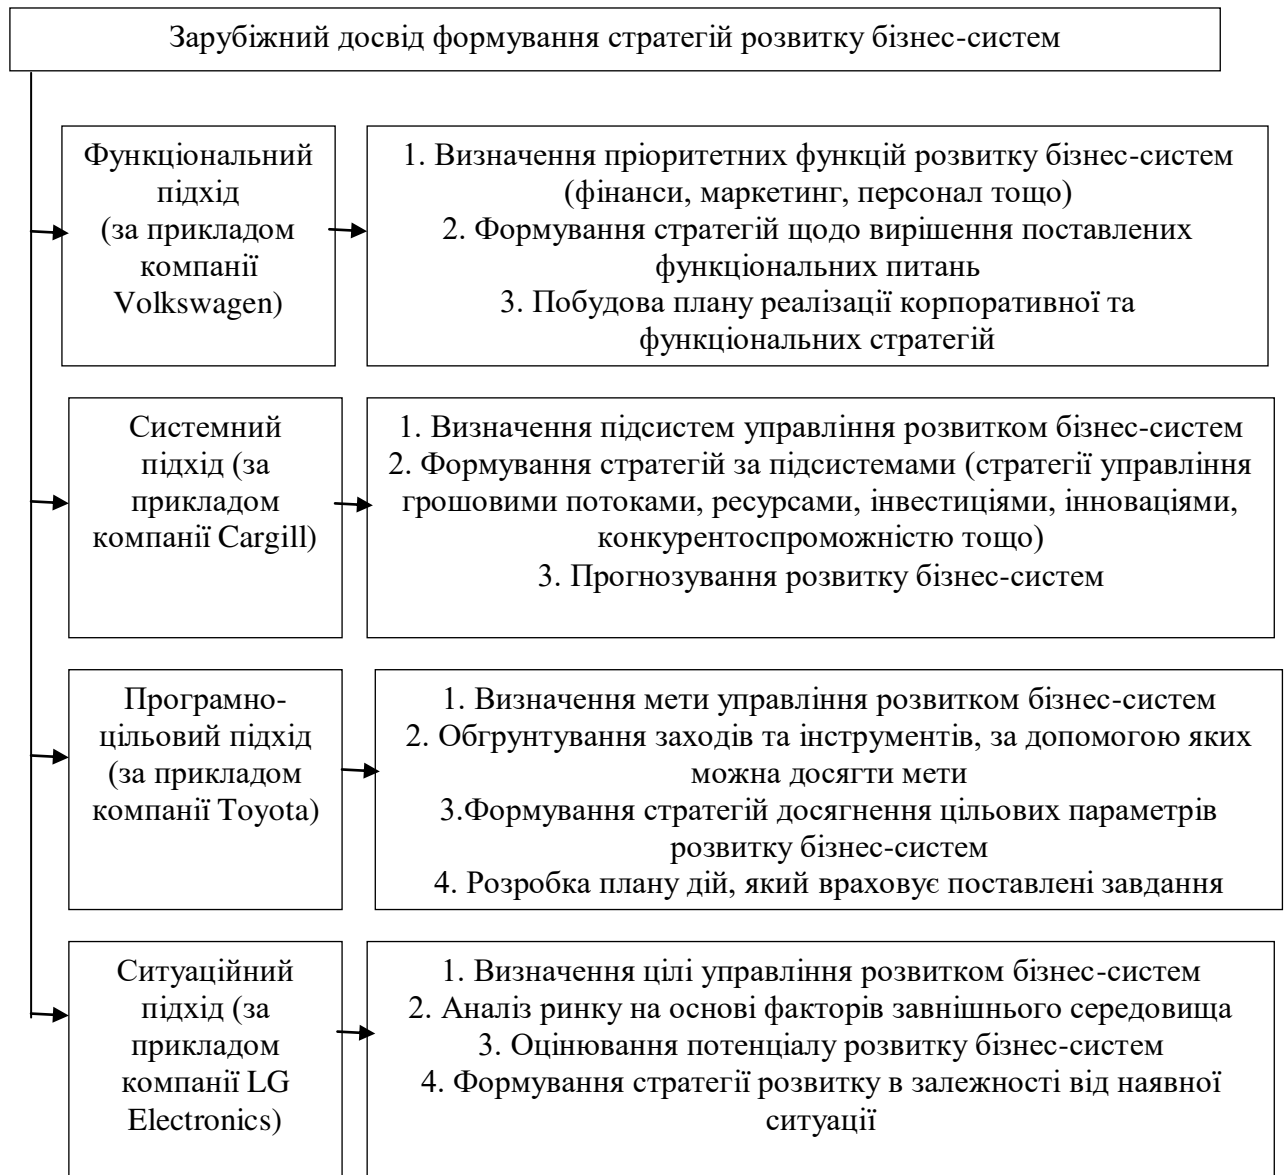 Зарубіжний досвід формування стратегій розвитку бізнес-систем
Функціональний
підхід
(за прикладом
компанії
Volkswagen)
1. Визначення пріоритетних функцій розвитку бізнес-систем
(фінанси, маркетинг, персонал тощо)
2. Формування стратегій щодо вирішення поставлених
функціональних питань
3. Побудова плану реалізації корпоративної та
функціональних стратегій
Системний
підхід (за
прикладом
компанії Cargill)
1. Визначення підсистем управління розвитком бізнес-систем
2. Формування стратегій за підсистемами (стратегії управління
грошовими потоками, ресурсами, інвестиціями, інноваціями,
конкурентоспроможністю тощо)
3. Прогнозування розвитку бізнес-систем
Програмно-
цільовий підхід
(за прикладом
компанії Toyota)
1. Визначення мети управління розвитком бізнес-систем
2. Обгрунтування заходів та інструментів, за допомогою яких
можна досягти мети
3.Формування стратегій досягнення цільових параметрів
розвитку бізнес-систем
4. Розробка плану дій, який враховує поставлені завдання
Ситуаційний
підхід (за
прикладом
компанії LG
Electronics)
1. Визначення цілі управління розвитком бізнес-систем
2. Аналіз ринку на основі факторів завнішнього середовища
3. Оцінювання потенціалу розвитку бізнес-систем
4. Формування стратегії розвитку в залежності від наявної
ситуації